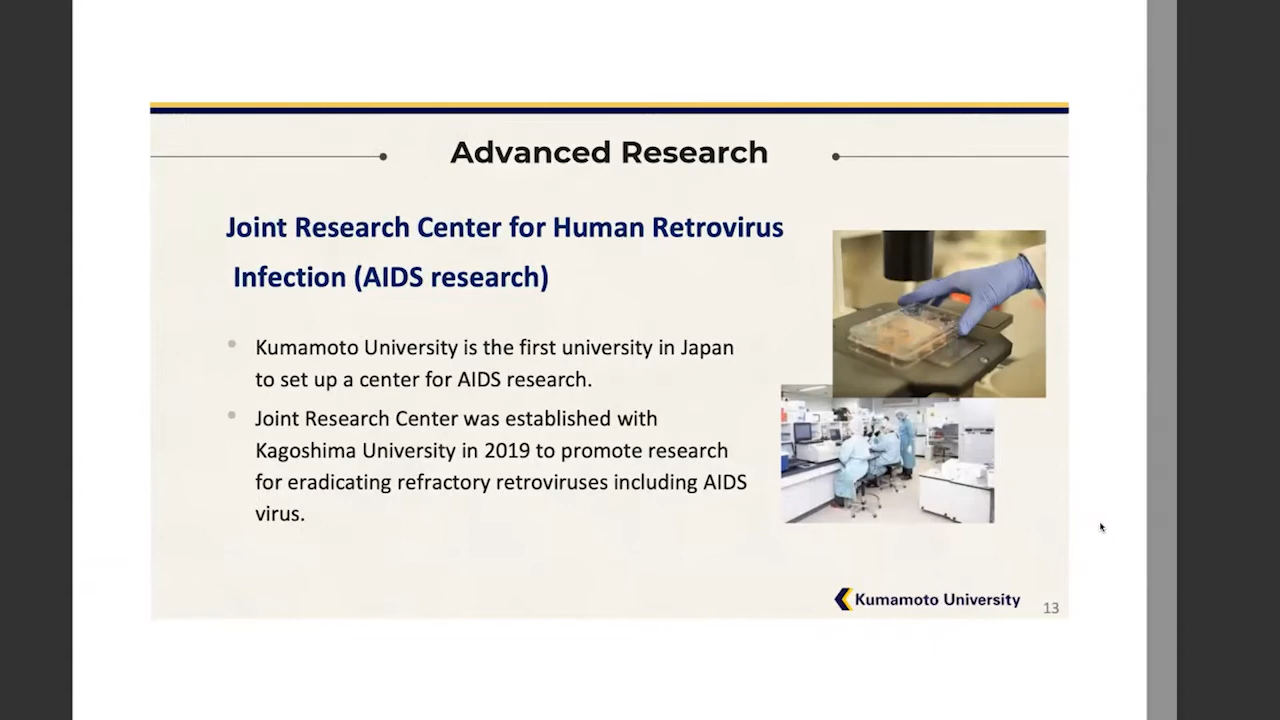 Advanced Research
Joint Research Center for Human Retrovirus
Infection (AIDS research)
Kumamoto University is the first university in Japan
to set up a center for AIDS research.
Joint Research Center was established with
Kagoshima University in 2019 to promote research
for eradicating refractory retroviruses including AIDS
virus.
Kumamoto University
13